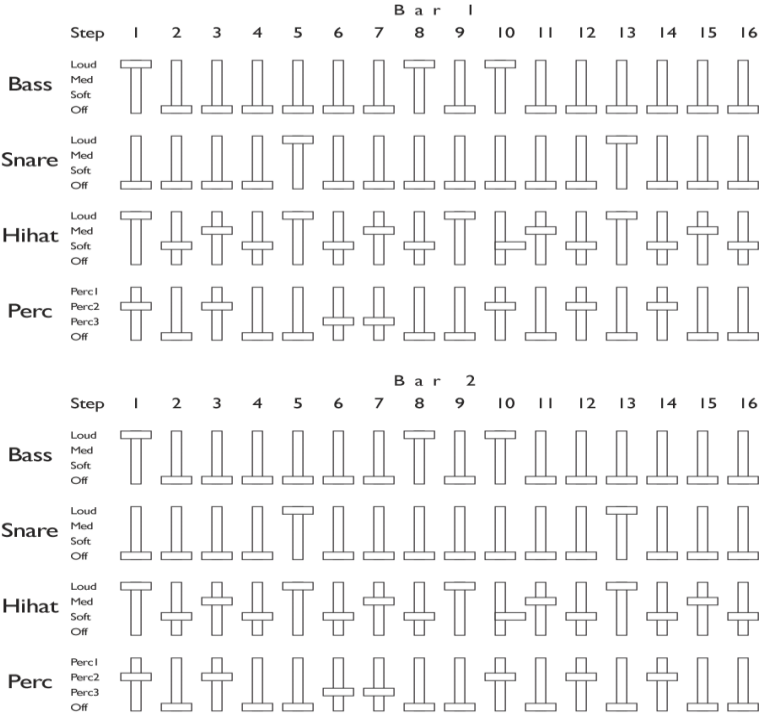 Bar 1
Step 1 2 3 4 5 6 7 8 9 10 11 12 13 14 15 16
Bass
Loud
Med
Soft
Off
Snare
Loud
Med
Soft
Off
Hihat
Loud
Med
Soft
Off
Perc
Perc1
Perc2
Perc3
Off
Bar 2
Step 1 2 3 4 5 6 7 8 9 10 11 12 13 14 15 16
Bass
Loud
Med
Soft
Off
Snare
Loud
Med
Soft
Off
Hihat
Loud
Med
Soft
Off
Perc
Perc1
Perc2
Perc3
Off